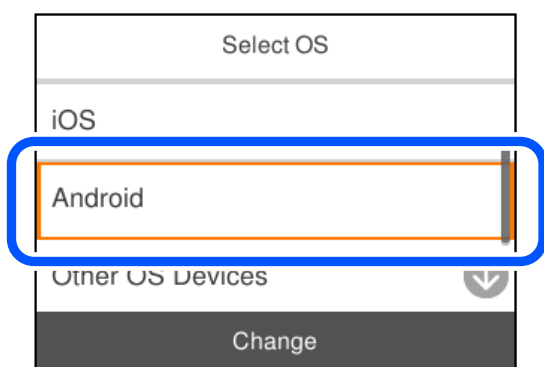 Select OS
iOS
Android
Other OS Devices
Change